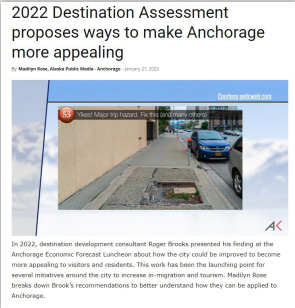 2022 Destination Assessment
proposes ways to make Anchorage
more appealing
By Madilyn Rose, Alaska Public Media - Anchorage - January 27, 2023
Courtesy aedcweb.com
53 Yikes! Major trip hazard. Fix this (and many others)
AK
In 2022, destination development consultant Roger Brooks presented his finding at the
Anchorage Economic Forecast Luncheon about how the city could be improved to become
more appealing to visitors and residents. This work has been the launching point for
several initiatives around the city to increase in-migration and tourism. Madilyn Rose
breaks down Brook's recommendations to better understand how they can be applied to
Anchorage.